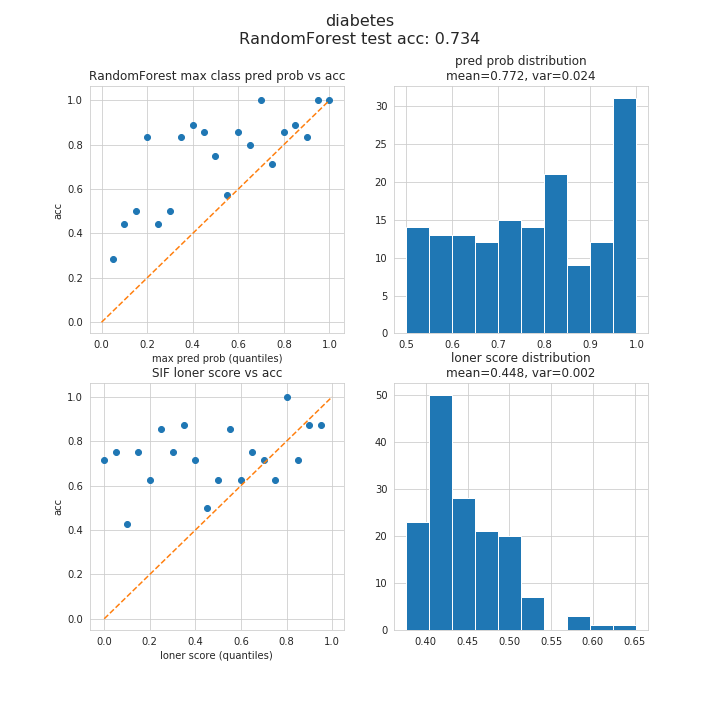 diabetes
RandomForest test acc: 0.734
RandomForest max class pred prob vs acc
1.0
0.8
0.6
0.4
0.2
0.0
acc
0.0 0.2 0.4 0.6 0.8 1.0
max pred prob (quantiles)
pred prob distribution
mean=0.772, var=0.024
30
25
20
15
10
5
0
0.5 0.6 0.7 0.8 0.9 1.0
SIF loner score vs acc
1.0
0.8
0.6
0.4
0.2
0.0
acc
0.0 0.2 0.4 0.6 0.8 1.0
loner score (quantiles)
loner score distribution
mean=0.448, var=0.002
50
40
30
20
10
0
0.40 0.45 0.50 0.55 0.60 0.65